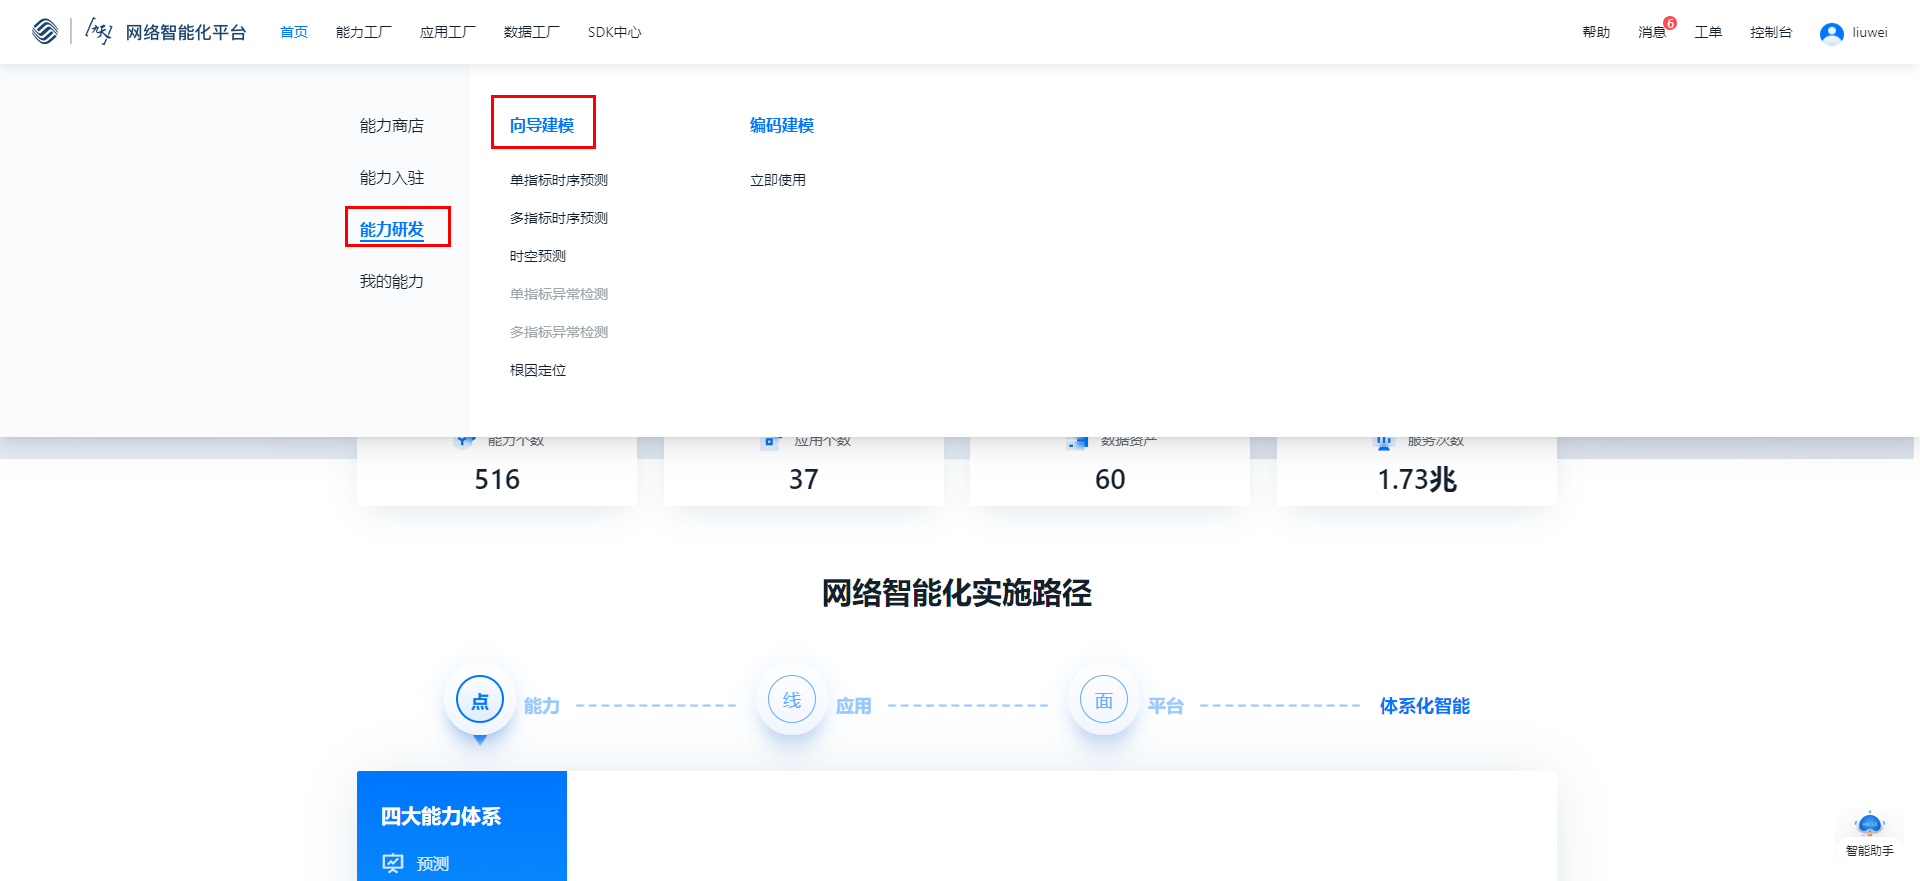 网络智能化平台 首页 能力工厂 应用工厂 数据工厂 SDK中心 帮助 消息 6 工单 控制台 liuwei
能力商店
能力入驻
能力研发
我的能力
向导建模
单指标时序预测
多指标时序预测
时空预测
单指标异常检测
多指标异常检测
根因定位
编码建模
立即使用
能力个数 应用个数 数据资产 服务次数
516 37 60 1.73兆
网络智能化实施路径
点 能力 线 应用 面 平台 体系化智能
四大能力体系
预测
智能助手